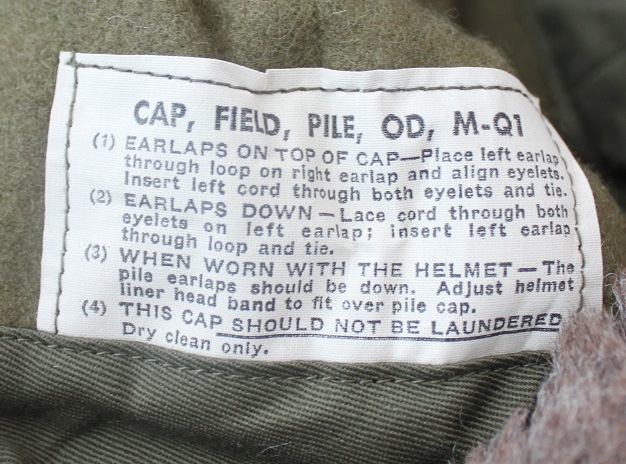 CAP, FIELD, PILE, OD, M-Q1
(1) EARLAPS ON TOP OF CAP—Place left earlap
through loop on right earlap and align eyelets.
Insert left cord through both eyelets and tie.
(2) EARLAPS DOWN—Lace cord through both
eyelets on left earlap; insert left earlap
through loop and tie.
(3) WHEN WORN WITH THE HELMET—The
pile earlaps should be down. Adjust helmet
liner head band to fit over pile cap.
(4) THIS CAP SHOULD NOT BE LAUNDERED
Dry clean only.